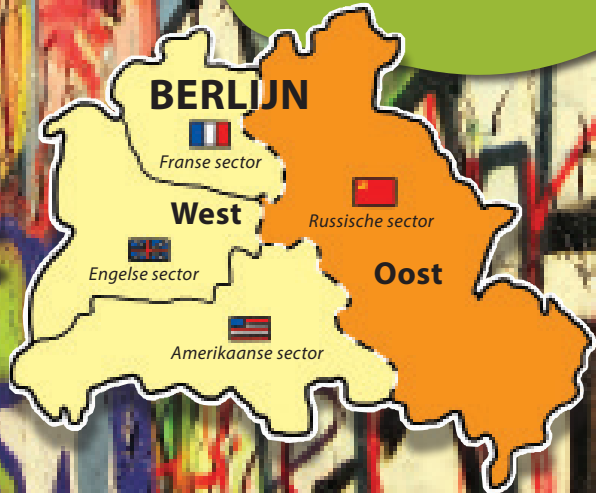 BERLIJN
Franse sector
West
Russische sector
Engelse sector
Oost
Amerikaanse sector